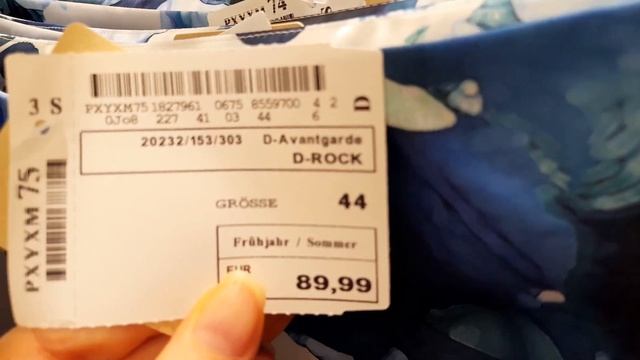 PXYXM 74
3 S
PXYXM75 1827961 0675 8559700 4 2 D
0Jo8 227 41 03 44 6
20232/153/303 D-Avantgarde
D-ROCK
GRÖSSE 44
Frühjahr / Sommer
EUR
89,99
PXYXM 75